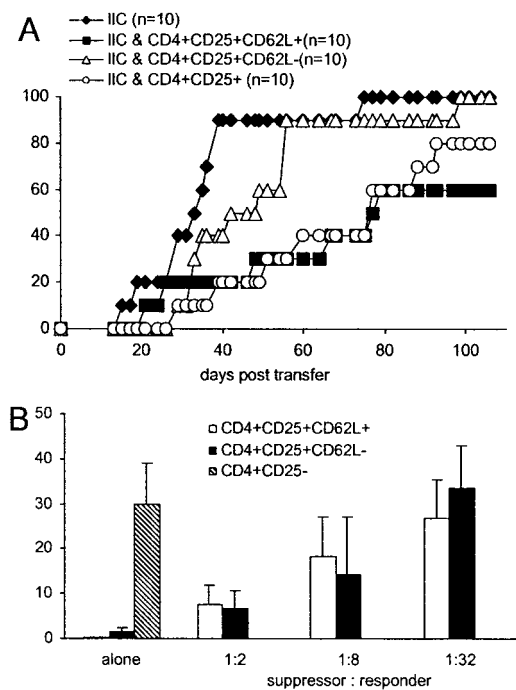 A
IIC (n=10)
IIC & CD4+CD25+CD62L+(n=10)
IIC & CD4+CD25+CD62L-(n=10)
IIC & CD4+CD25+ (n=10)
100
80
60
40
20
0
0 20 40 60 80 100
days post transfer
B
50
40
30
20
10
0
CD4+CD25+CD62L+
CD4+CD25+CD62L-
CD4+CD25-
alone 1:2 1:8 1:32
suppressor : responder